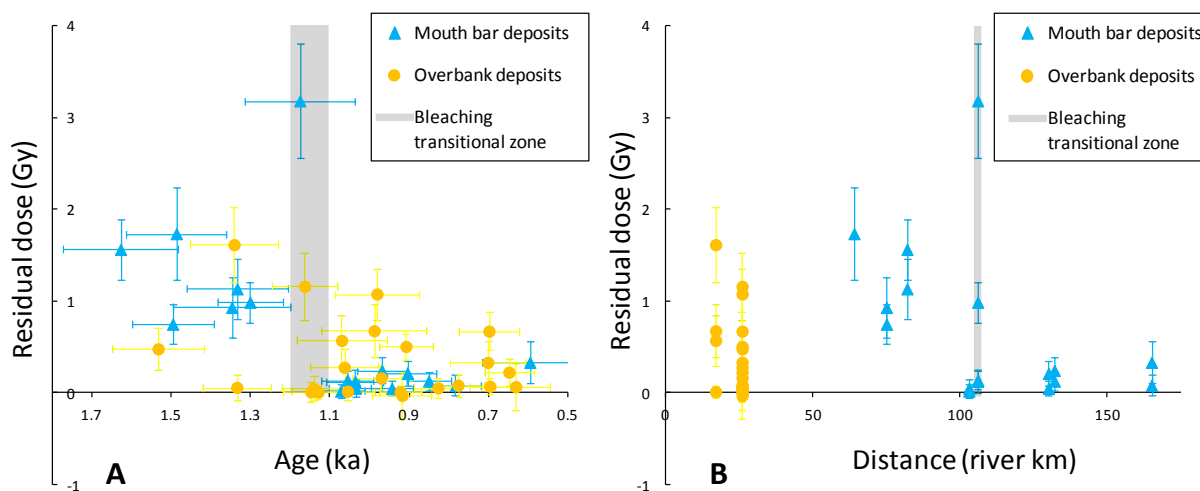 4
3
2
1
0
-1
Residual dose (Gy)
1.7 1.5 1.3 1.1 0.9 0.7 0.5
A
Age (ka)
Mouth bar deposits
Overbank deposits
Bleaching
transitional zone
4
3
2
1
0
-1
Residual dose (Gy)
0 50 100 150
B
Distance (river km)
Mouth bar deposits
Overbank deposits
Bleaching
transitional zone